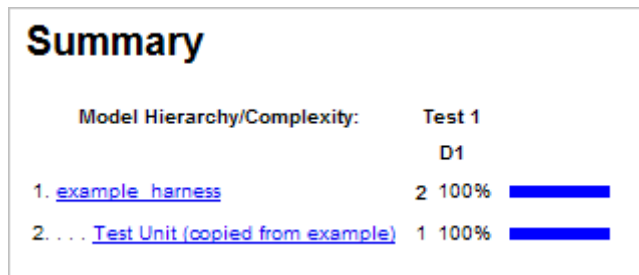 Summary
Model Hierarchy/Complexity: Test 1
D1
1. example_harness 2 100%
2. . . . Test Unit (copied from example) 1 100%